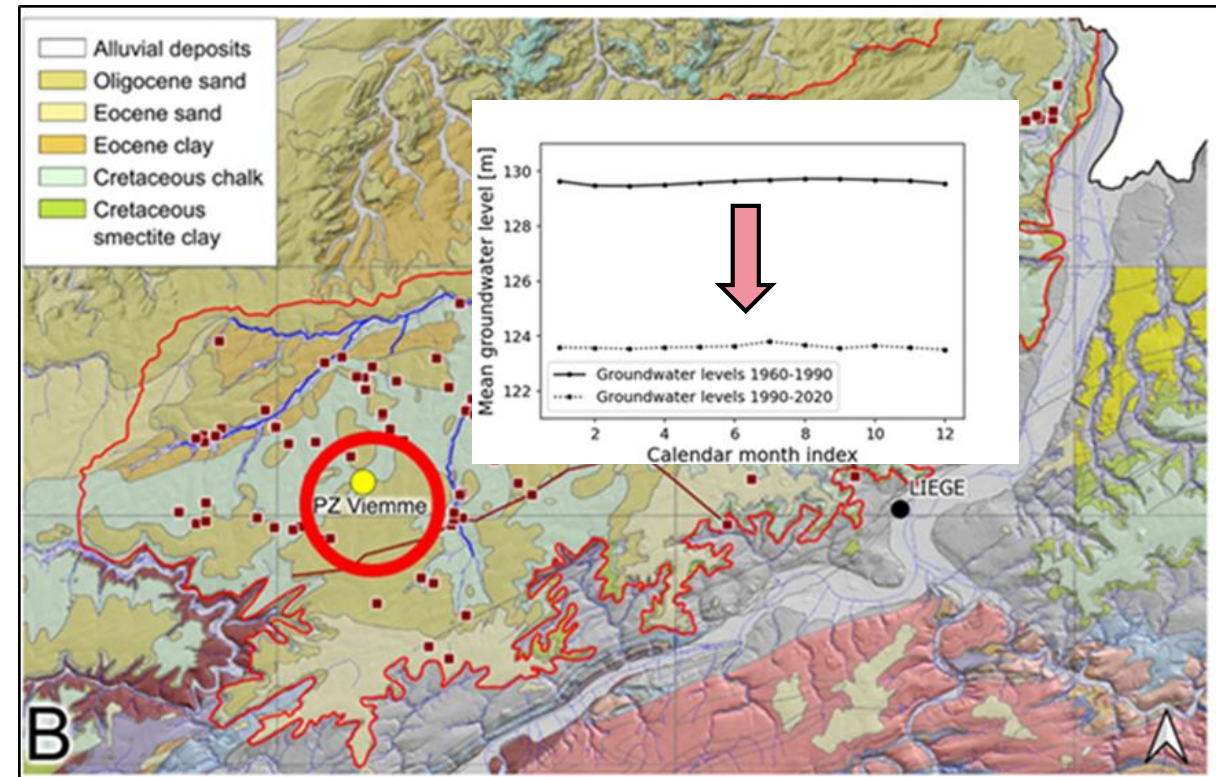 Alluvial deposits
Oligocene sand
Eocene sand
Eocene clay
Cretaceous chalk
Cretaceous
smectite clay
Mean groundwater level [m]
130
128
126
124
122
Groundwater levels 1960-1990
Groundwater levels 1990-2020
2 4 6 8 10 12
Calendar month index
LIEGE
PZ Viemme
B